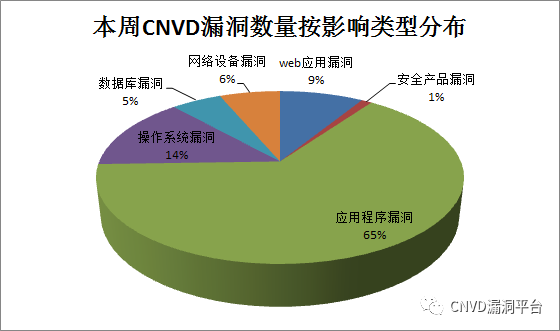 本周CNVD漏洞数量按影响类型分布
网络设备漏洞
6%
web应用漏洞
9%
数据库漏洞
5%
安全产品漏洞
1%
操作系统漏洞
14%
应用程序漏洞
65%
CNVD漏洞平台